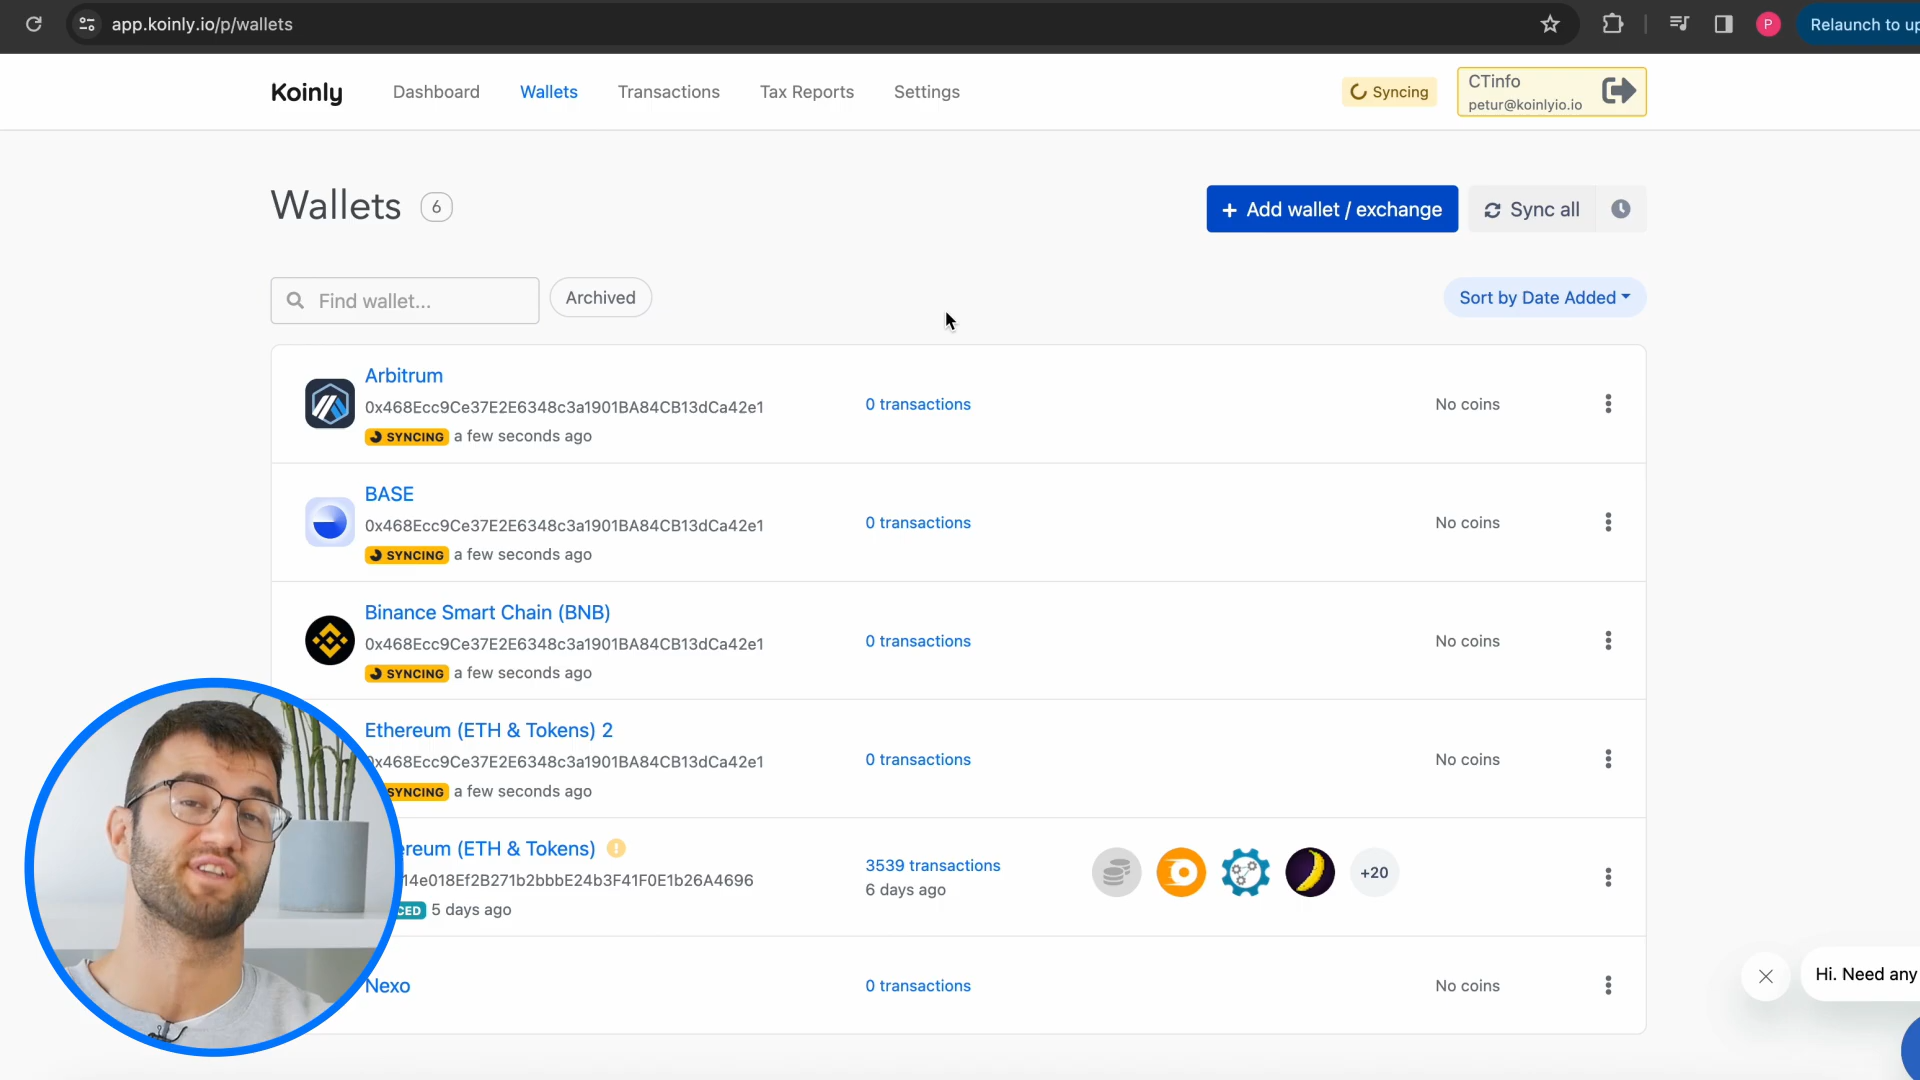 app.koinly.io/p/wallets
P
Relaunch to up
Koinly
Dashboard
Wallets
Transactions
Tax Reports
Settings
Syncing
CTinfo
petur@koinlyio.io
Wallets 6
+ Add wallet / exchange
Sync all
Find wallet...
Archived
Sort by Date Added
Arbitrum
0x468Ecc9Ce37E2E6348c3a1901BA84CB13dCa42e1
SYNCING a few seconds ago
0 transactions
No coins
BASE
0x468Ecc9Ce37E2E6348c3a1901BA84CB13dCa42e1
SYNCING a few seconds ago
0 transactions
No coins
Binance Smart Chain (BNB)
0x468Ecc9Ce37E2E6348c3a1901BA84CB13dCa42e1
SYNCING a few seconds ago
0 transactions
No coins
Ethereum (ETH & Tokens) 2
x468Ecc9Ce37E2E6348c3a1901BA84CB13dCa42e1
SYNCING a few seconds ago
0 transactions
No coins
ereum (ETH & Tokens)
14e018Ef2B271b2bbbE24b3F41F0E1b26A4696
CED 5 days ago
3539 transactions
6 days ago
+20
Nexo
0 transactions
No coins
Hi. Need any